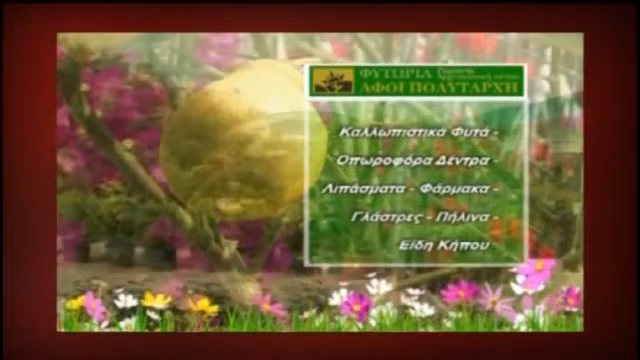 ΦΥΤΩΡΙΑ
ΑΦΟΙ ΠΟΛΥΤΑΡΧΗ
Καλλωπιστικά Φυτά -
Οπωροφόρα Δέντρα -
Λιπάσματα - Φάρμακα -
Γλάστρες - Πήλινα -
Είδη Κήπου -